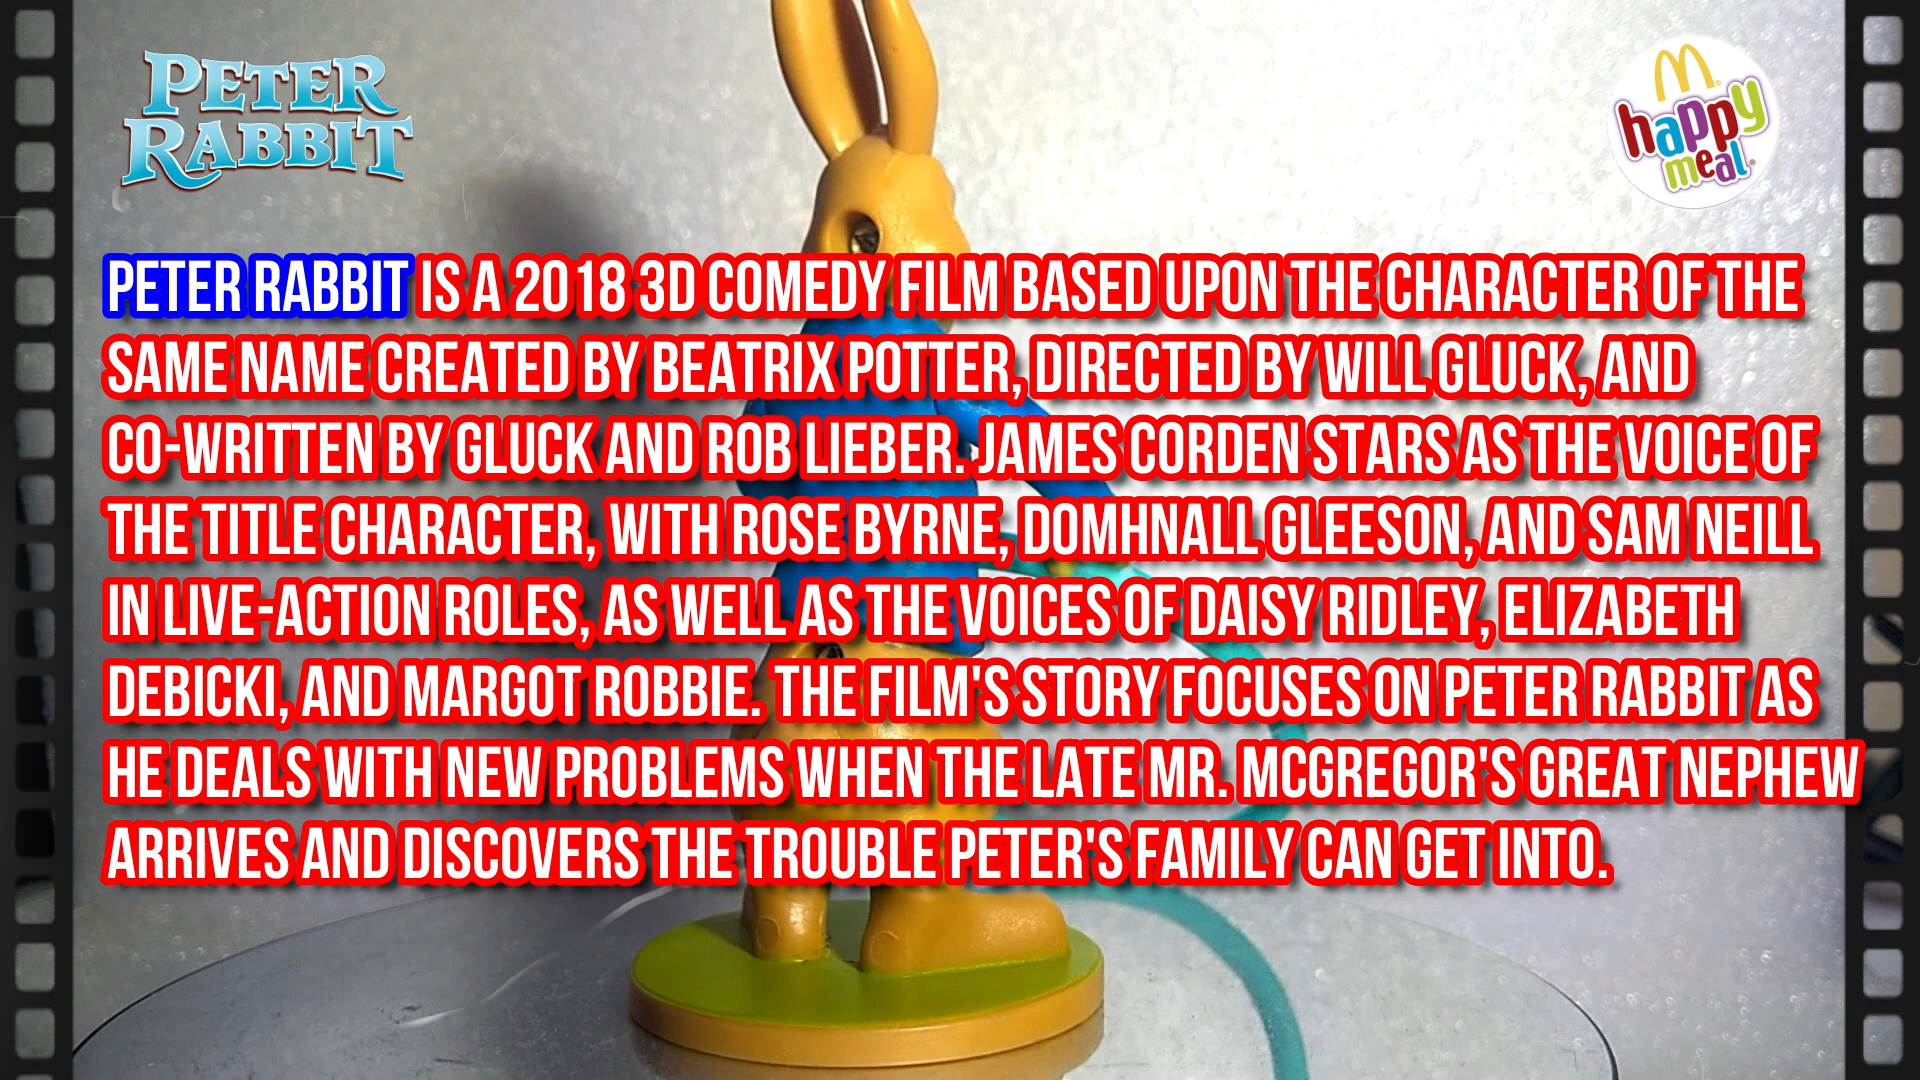 PETER
RABBIT
M
happy
meal
PETER RABBIT IS A 2018 3D COMEDY FILM BASED UPON THE CHARACTER OF THE
SAME NAME CREATED BY BEATRIX POTTER, DIRECTED BY WILL GLUCK, AND
CO-WRITTEN BY GLUCK AND ROB LIEBER. JAMES CORDEN STARS AS THE VOICE OF
THE TITLE CHARACTER, WITH ROSE BYRNE, DOMHNALL GLEESON, AND SAM NEILL
IN LIVE-ACTION ROLES, AS WELL AS THE VOICES OF DAISY RIDLEY, ELIZABETH
DEBICKI, AND MARGOT ROBBIE. THE FILM'S STORY FOCUSES ON PETER RABBIT AS
HE DEALS WITH NEW PROBLEMS WHEN THE LATE MR. MCGREGOR'S GREAT NEPHEW
ARRIVES AND DISCOVERS THE TROUBLE PETER'S FAMILY CAN GET INTO.